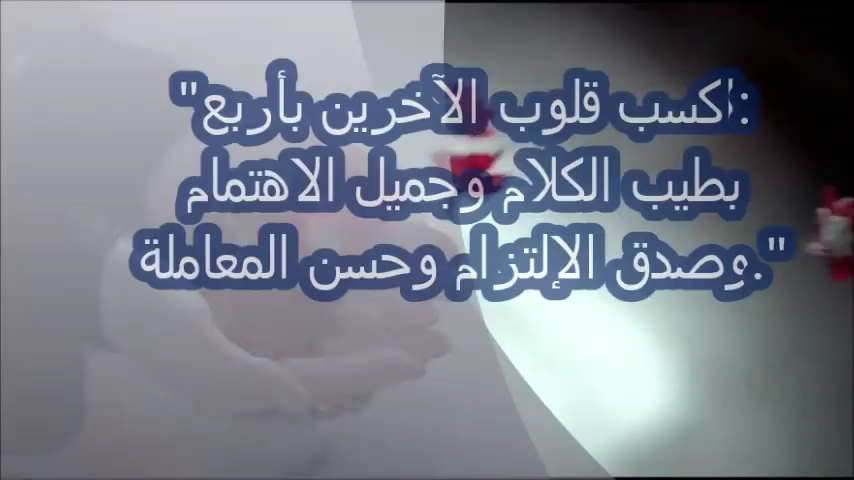 "اكسب قلوب الآخرين بأربع:
بطيب الكلام وجميل الاهتمام
وصدق الإلتزام وحسن المعاملة."